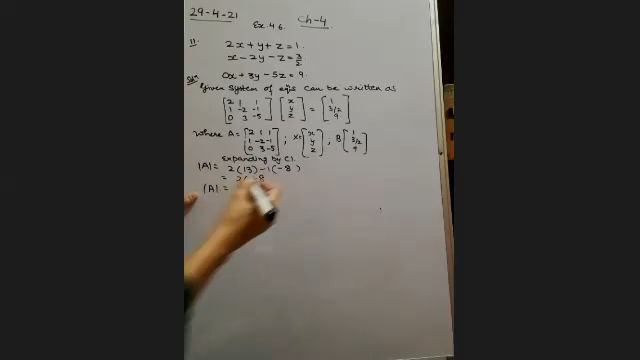 29-4-21
Ex. 4.6. Ch-4
11. 2x+y+z=1.
x-2y-z=3/2
0x+3y-5z=9.
Sol: Given system of eqns can be written as
[2 1 1] [x] = [1]
[1 -2 -1] [y] [3/2]
[0 3 -5] [z] [9]
Where A=[2 1 1] ; X=[x] ; B [1]
[1 -2 -1] [y] [3/2]
[0 3 -5] [z] [9]
Expanding by C1.
|A|= 2(13)-1(-8)
=
|A| =